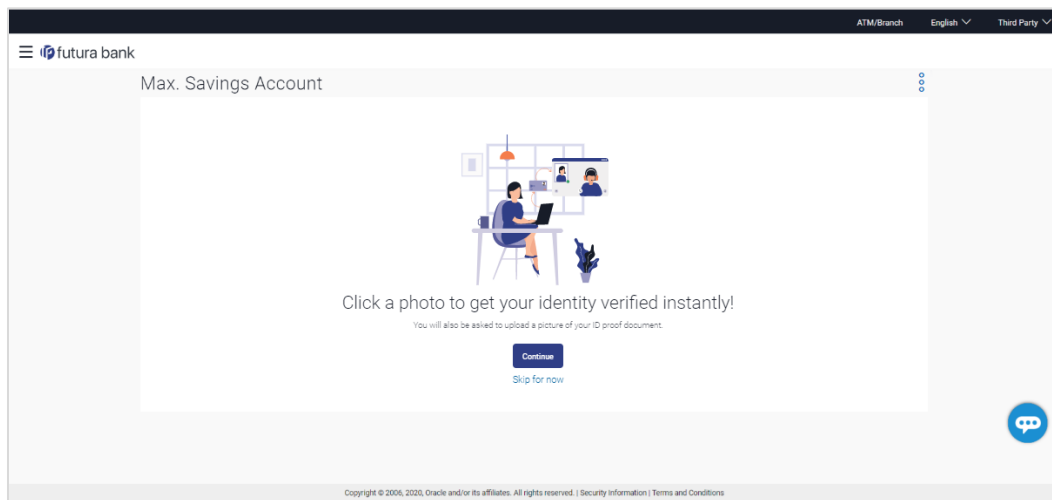 ATM/Branch English Third Party
futura bank
Max. Savings Account
Click a photo to get your identity verified instantly!
You will also be asked to upload a picture of your ID proof document.
Continue
Skip for now
Copyright © 2006, 2020, Oracle and/or its affiliates. All rights reserved. | Security Information | Terms and Conditions